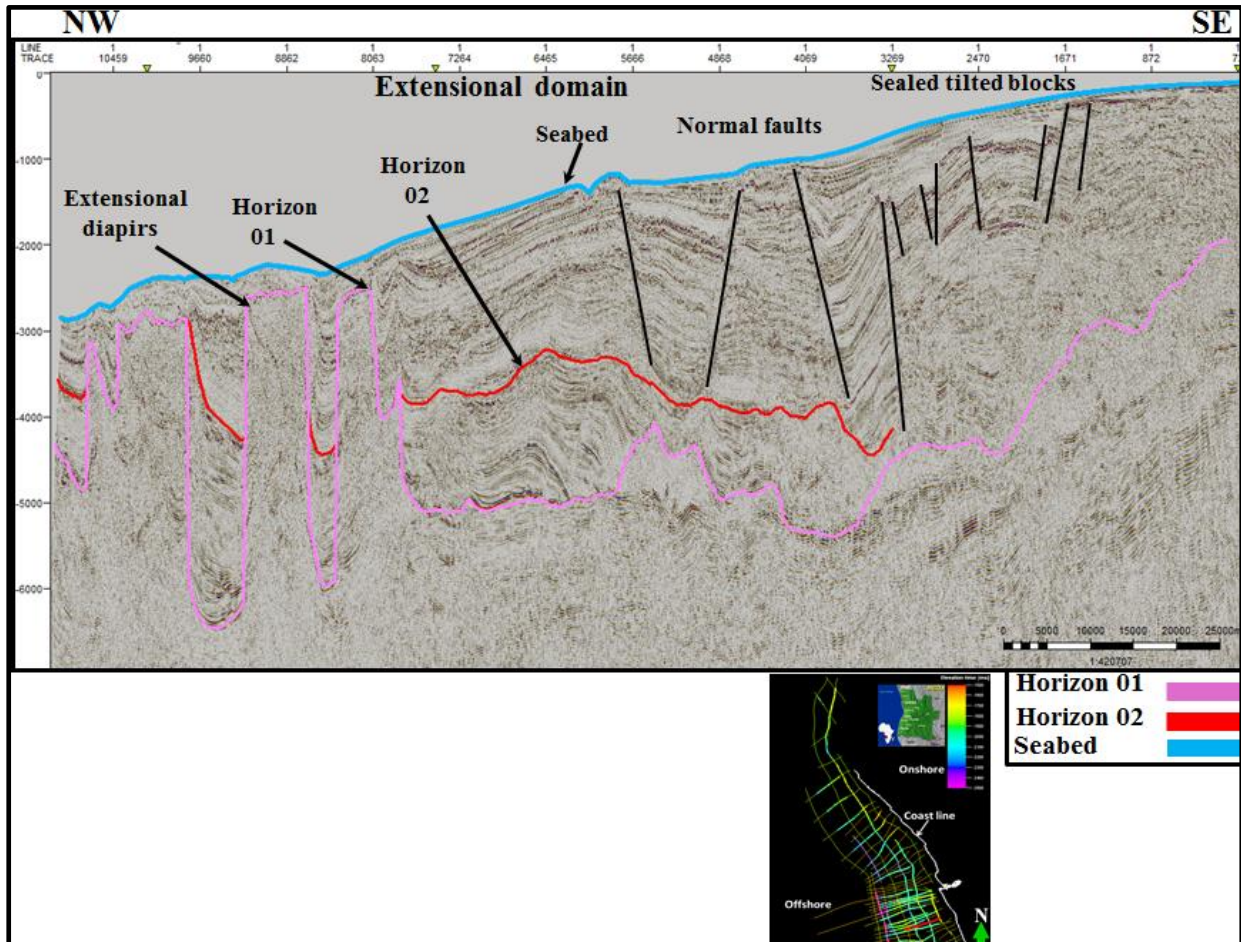 NW
SE
LINE 1 1 1 1 1 1 1 1 1 1 1 1 1
TRACE 10459 9660 8862 8063 7264 6465 5666 4868 4069 3269 2470 1671 872
0
Extensional domain
Sealed tilted blocks
Seabed
Normal faults
-1000
Horizon
02
Extensional
diapirs
Horizon
01
-2000
-3000
-4000
-5000
-6000
0 5000 10000 15000 20000 25000m
1:420707
Horizon 01
Horizon 02
Seabed
Onshore
Coast line
Offshore
N